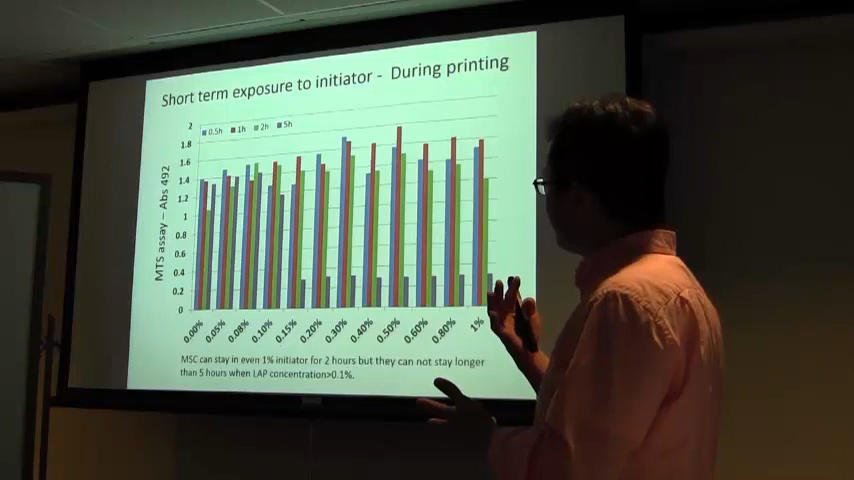 Short term exposure to initiator - During printing
0.5h 1h 2h 5h
2
1.8
1.6
1.4
1.2
1
0.8
0.6
0.4
0.2
0
MTS assay – Abs 492
0.00% 0.05% 0.08% 0.10% 0.15% 0.20% 0.30% 0.40% 0.50% 0.60% 0.80% 1%
MSC can stay in even 1% initiator for 2 hours but they can not stay longer
than 5 hours when LAP concentration>0.1%.